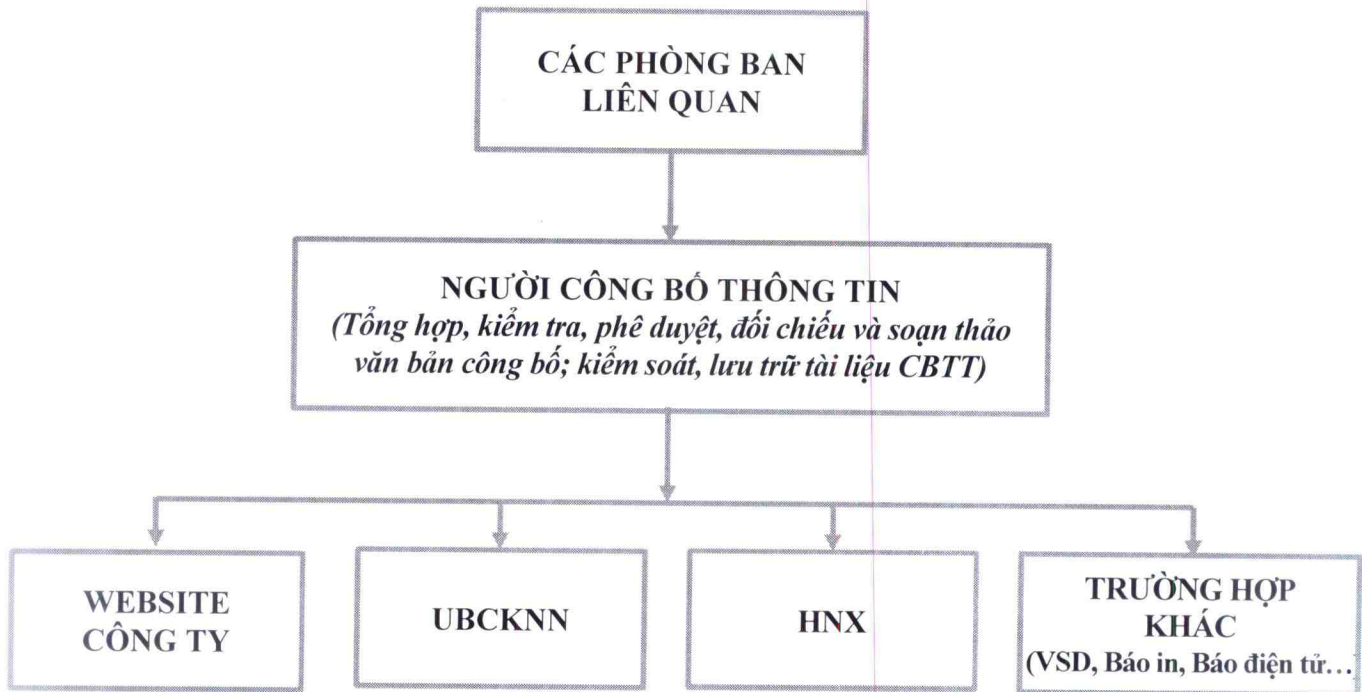 CÁC PHÒNG BAN
LIÊN QUAN
NGƯỜI CÔNG BỐ THÔNG TIN
(Tổng hợp, kiểm tra, phê duyệt, đối chiếu và soạn thảo
văn bản công bố; kiểm soát, lưu trữ tài liệu CBTT)
WEBSITE
CÔNG TY
UBCKNN
HNX
TRƯỜNG HỢP
KHÁC
(VSD, Báo in, Báo điện tử…